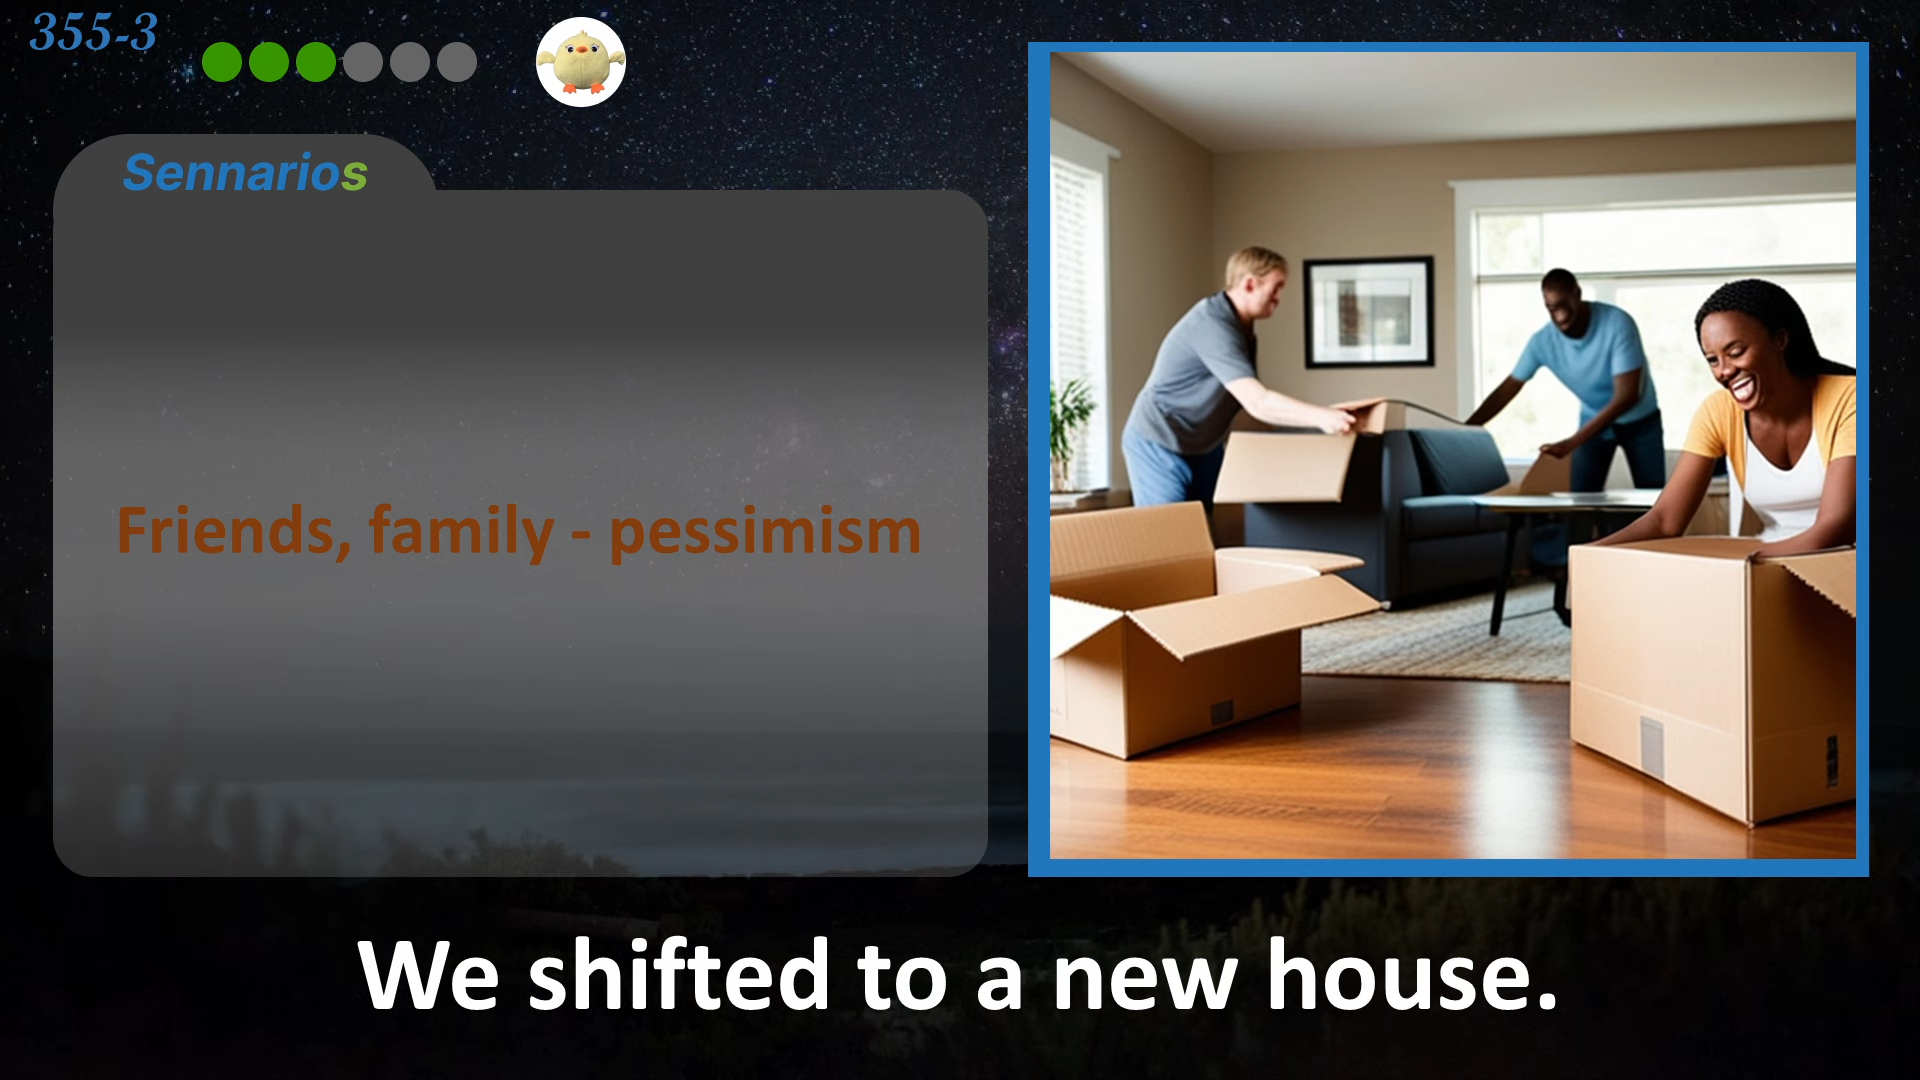 355-3
Sennarios
Friends, family - pessimism
We shifted to a new house.